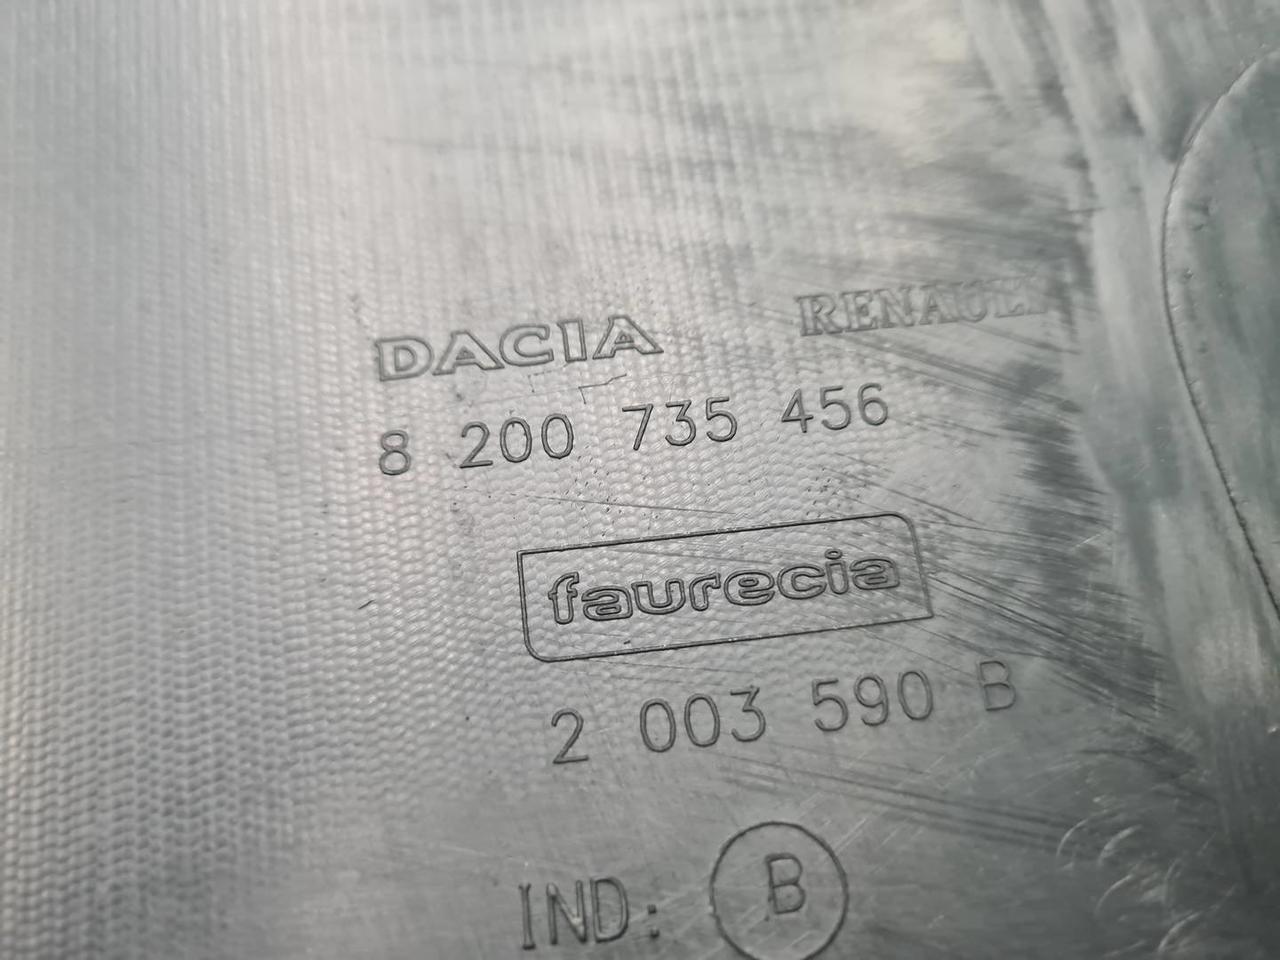 DACIA RENAULT
8 200 735 456
faurecia
2 003 590 B
IND: B